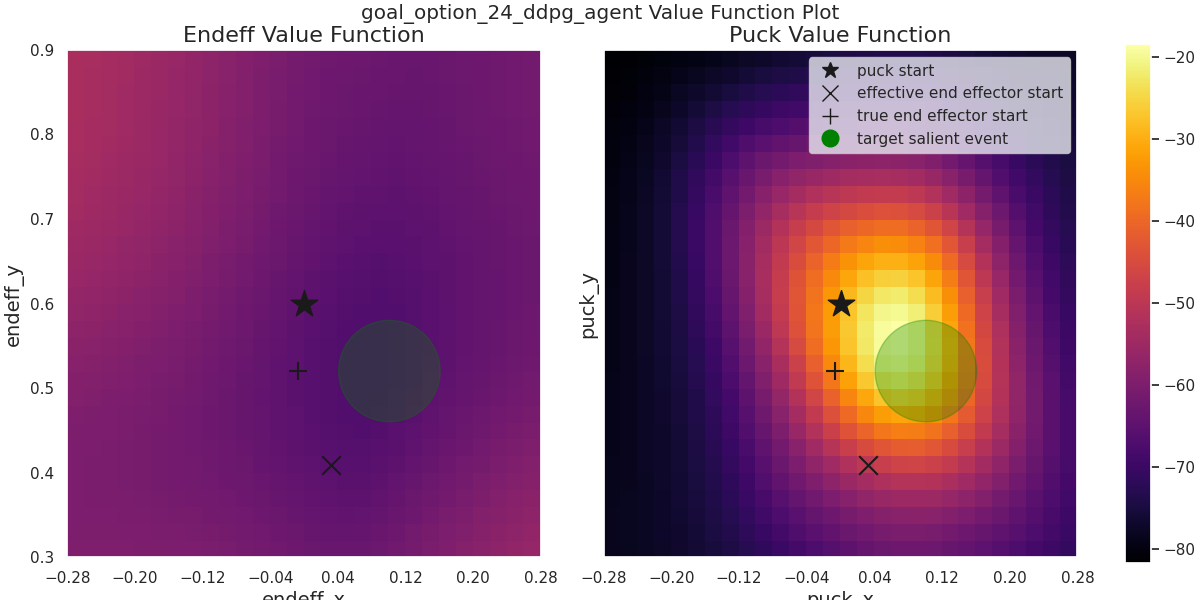 goal_option_24_ddpg_agent Value Function Plot
Endeff Value Function
Puck Value Function
puck start
effective end effector start
true end effector start
target salient event
endeff_y
0.9
0.8
0.7
0.6
0.5
0.4
0.3
−0.28 −0.20 −0.12 −0.04 0.04 0.12 0.20 0.28
endeff_x
puck_y
−0.28 −0.20 −0.12 −0.04 0.04 0.12 0.20 0.28
puck_x
−20
−30
−40
−50
−60
−70
−80